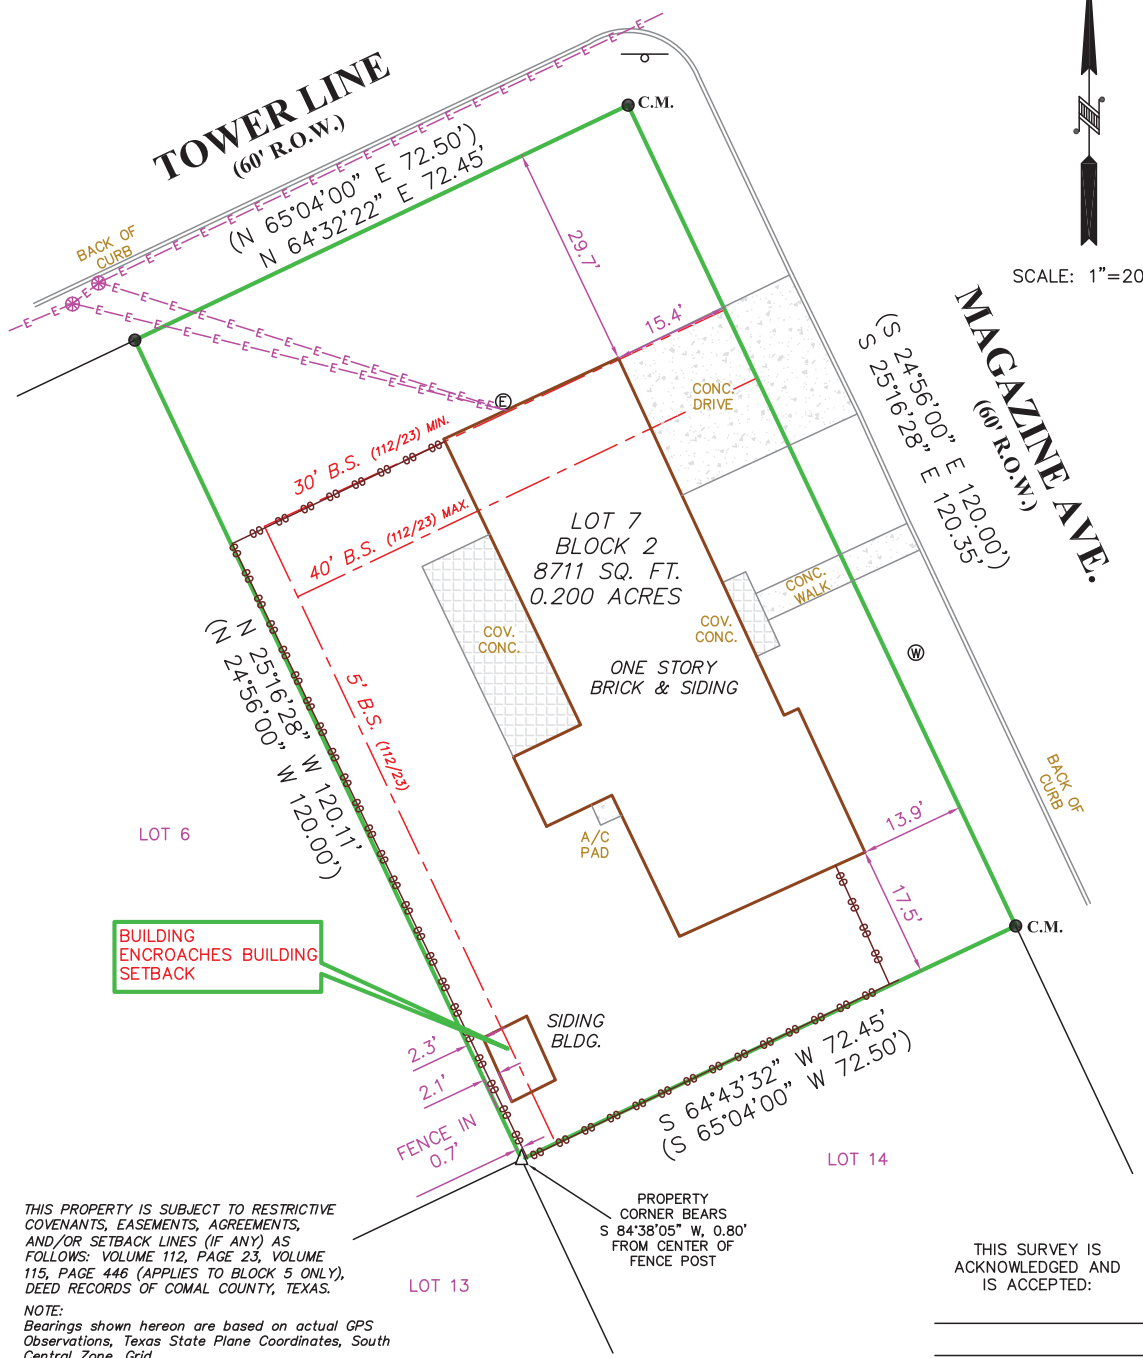 TOWER LINE
(60' R.O.W.)
C.M.
(N 65°04'00" E 72.50')
N 64°32'22" E 72.45'
BACK OF
CURB
SCALE: 1"=20
MAGAZINE AVE.
(60' R.O.W.)
(S 24°56'00" E 120.00')
S 25°16'28" E 120.35'
29.7'
15.4'
E
CONC.
DRIVE
30' B.S. (112/23) MIN.
40' B.S. (112/23) MAX.
LOT 7
BLOCK 2
8711 SQ. FT.
0.200 ACRES
COV.
CONC.
CONC.
WALK
COV.
CONC.
ONE STORY
BRICK & SIDING
W
N 25°16'28" W 120.11'
(N 24°56'00" W 120.00')
5' B.S. (112/23)
BACK OF
CURB
LOT 6
A/C
PAD
13.9'
17.5'
C.M.
BUILDING
ENCROACHES BUILDING
SETBACK
SIDING
BLDG.
2.3'
2.1'
FENCE IN
0.7'
S 64°43'32" W 72.45'
(S 65°04'00" W 72.50')
LOT 14
PROPERTY
CORNER BEARS
S 84°38'05" W, 0.80'
FROM CENTER OF
FENCE POST
LOT 13
THIS PROPERTY IS SUBJECT TO RESTRICTIVE
COVENANTS, EASEMENTS, AGREEMENTS,
AND/OR SETBACK LINES (IF ANY) AS
FOLLOWS: VOLUME 112, PAGE 23, VOLUME
115, PAGE 446 (APPLIES TO BLOCK 5 ONLY),
DEED RECORDS OF COMAL COUNTY, TEXAS.
NOTE:
Bearings shown hereon are based on actual GPS
Observations, Texas State Plane Coordinates, South
Central Zone, Grid.
THIS SURVEY IS
ACKNOWLEDGED AND
IS ACCEPTED: